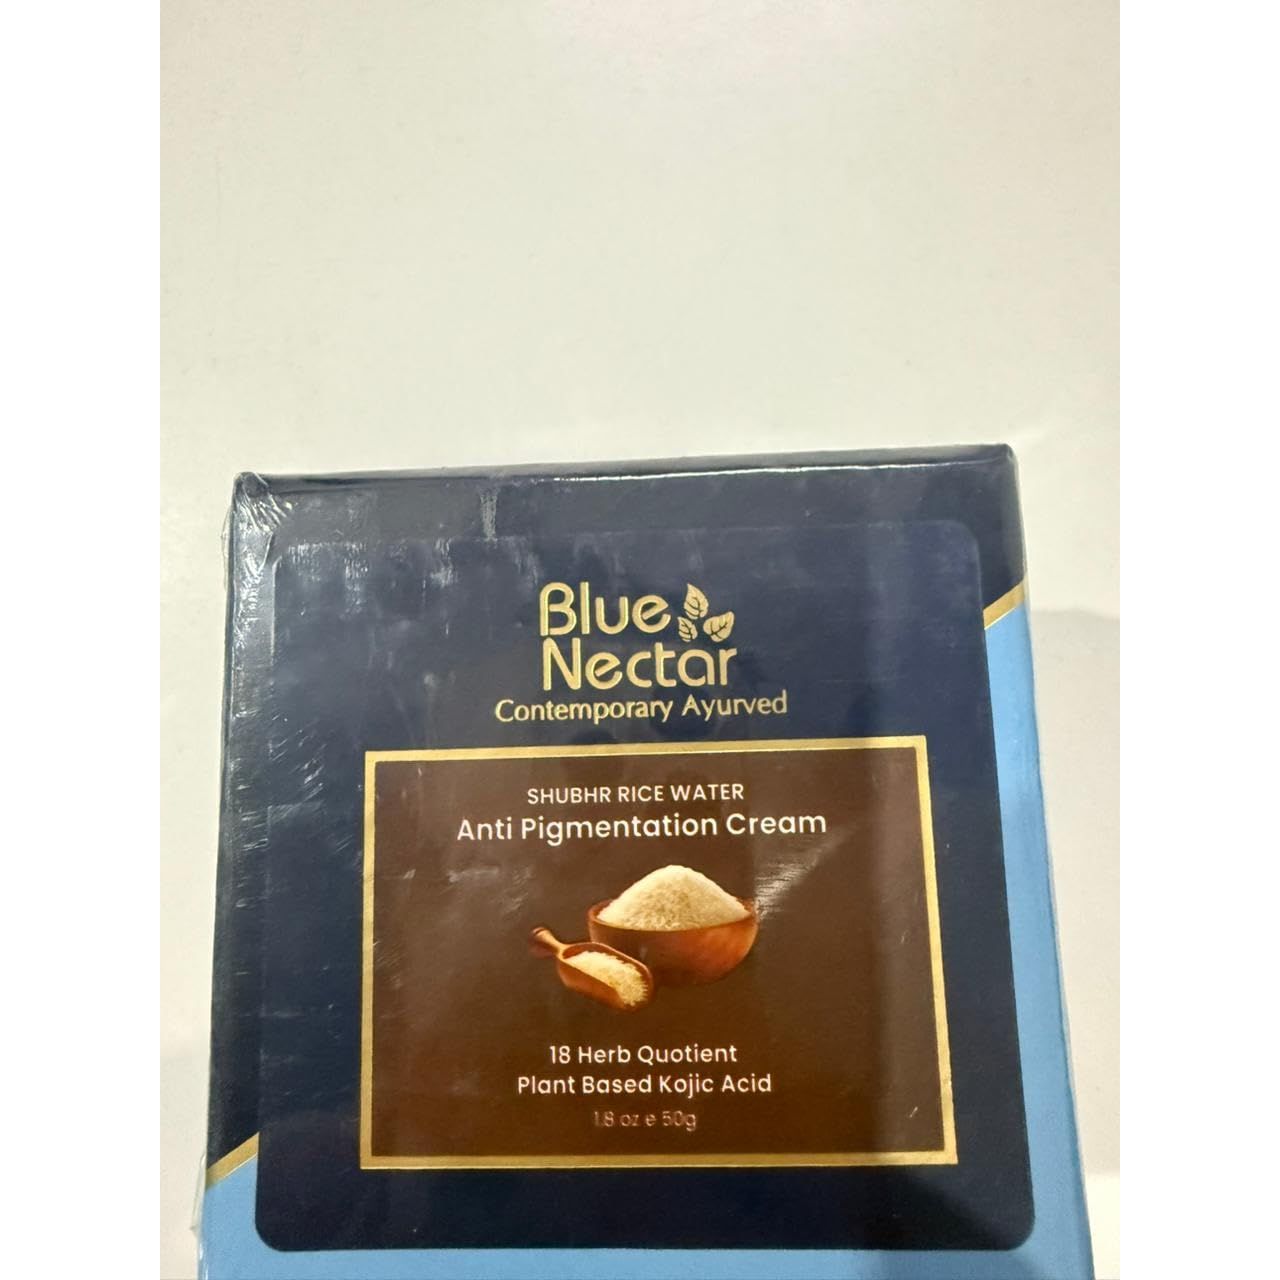 Blue
Nectar
Contemporary Ayurved
SHUBHR RICE WATER
Anti Pigmentation Cream
18 Herb Quotient
Plant Based Kojic Acid
1.8 oz e 50g